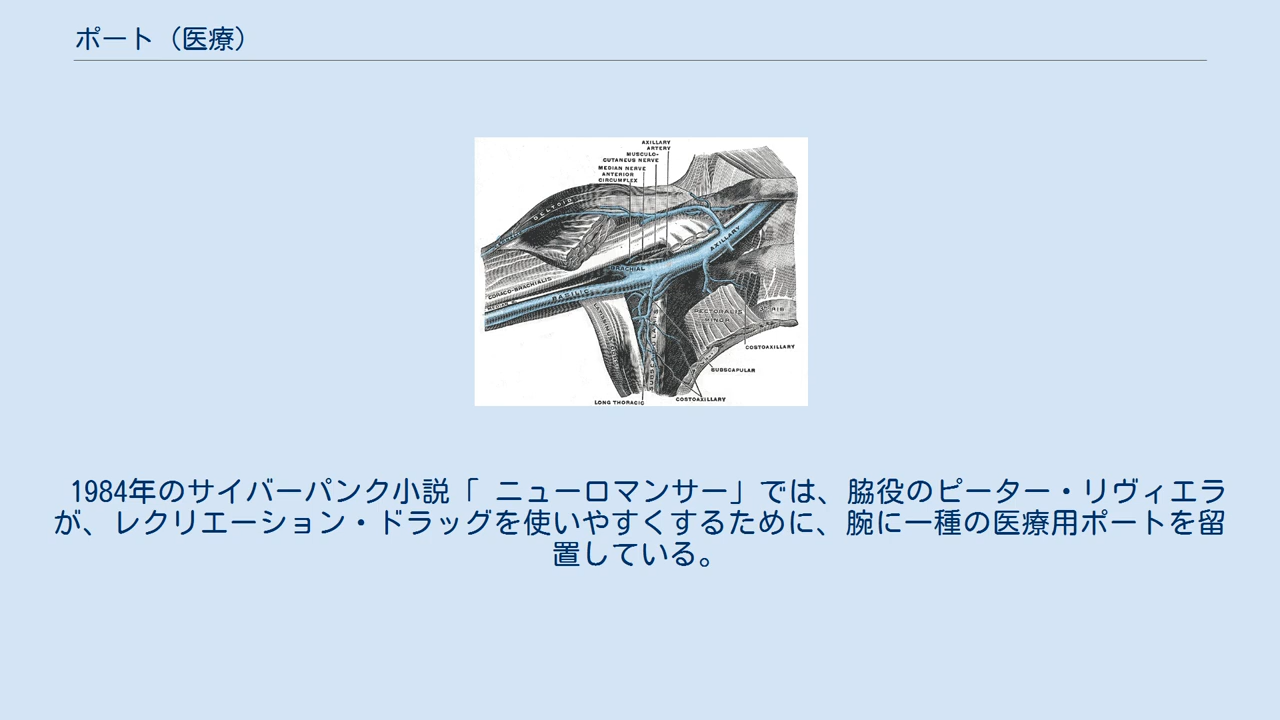 ポート（医療）
AXILLARY
ARTERY
MUSCULO-
CUTANEUS NERVE
MEDIAN NERVE
ANTERIOR
CIRCUMFLEX
DELTOID
AXILLARY
BRACHIAL
CORACO-BRACHIALIS
MEDIAN
BASILIC
PECTORALIS
MINOR
COSTOAXILLARY
SUBSCAPULAR
COSTOAXILLARY
LONG THORACIC
1984年のサイバーパンク小説「 ニューロマンサー」では、脇役のピーター・リヴィエラ
が、レクリエーション・ドラッグを使いやすくするために、腕に一種の医療用ポートを留
置している。